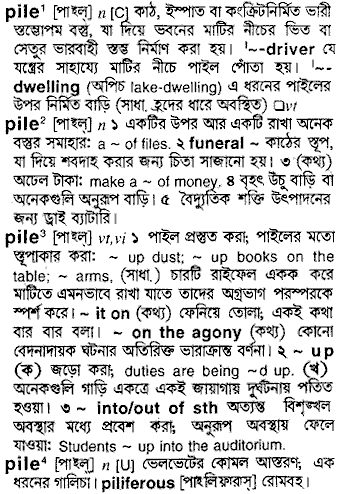 pile¹ [পাইল্] n [C] কাঠ, ইস্পাত বা কংক্রিটনির্মিত ভারী
স্তম্ভোপম বস্তু, যা দিয়ে ভবনের মাটির নীচের ভিত বা
সেতুর ভারবাহী স্তম্ভ নির্মাণ করা হয়। '~-driver যে
যন্ত্রের সাহায্যে মাটির নীচে পাইল পোঁতা হয়। '~-
dwelling (অপিচ lake-dwelling) এ ধরনের পাইলের
উপর নির্মিত বাড়ি (সাধা. হ্রদের ধারে অবস্থিত) □vt
pile² [পাইল্] n ১ একটির উপর আর একটি রাখা অনেক
বস্তুর সমাহার: a ~ of files. ২ funeral ~ কাঠের স্তূপ,
যা দিয়ে শবদাহ করার জন্য চিতা সাজানো হয়। ৩ (কথ্য)
অঢেল টাকা: make a ~ of money. ৪ বৃহৎ উঁচু বাড়ি বা
অনেকগুলি অনুরূপ বাড়ি। ৫ বৈদ্যুতিক শক্তি উৎপাদনের
জন্য ড্রাই ব্যাটারি।
pile³ [পাইল্] vt,vi ১ পাইল প্রস্তুত করা; পাইলের মতো
স্তূপাকার করা: ~ up dust; ~ up books on the
table; ~ arms, (সাধা.) চারটি রাইফেল একক করে
মাটিতে এমনভাবে রাখা যাতে তাদের অগ্রভাগ পরস্পরকে
স্পর্শ করে। ~ it on (কথ্য) ফেনিয়ে তোলা; একই কথা
বার বার বলা। ~ on the agony (কথ্য) কোনো
বেদনাদায়ক ঘটনার অতিরিক্ত ভারাক্রান্ত বর্ণনা। ২ ~ up
(ক) জড়ো করা; duties are being ~d up. (খ)
অনেকগুলি গাড়ি একত্রে একই জায়াগায় দুর্ঘটনায় পতিত
হওয়া। ৩ ~ into/out of sth অত্যন্ত বিশৃঙ্খল
অবস্থার মধ্যে প্রবেশ করা; অনুরূপ অবস্থায় ফেলে
যাওয়া: Students ~ up into the auditorium.
pile⁴ [পাইল্] n [U] ভেলভেটের কোমল আস্তরণ; এক
ধরনের গালিচা। piliferous [পাইলিফারাস্] রোমবহ।